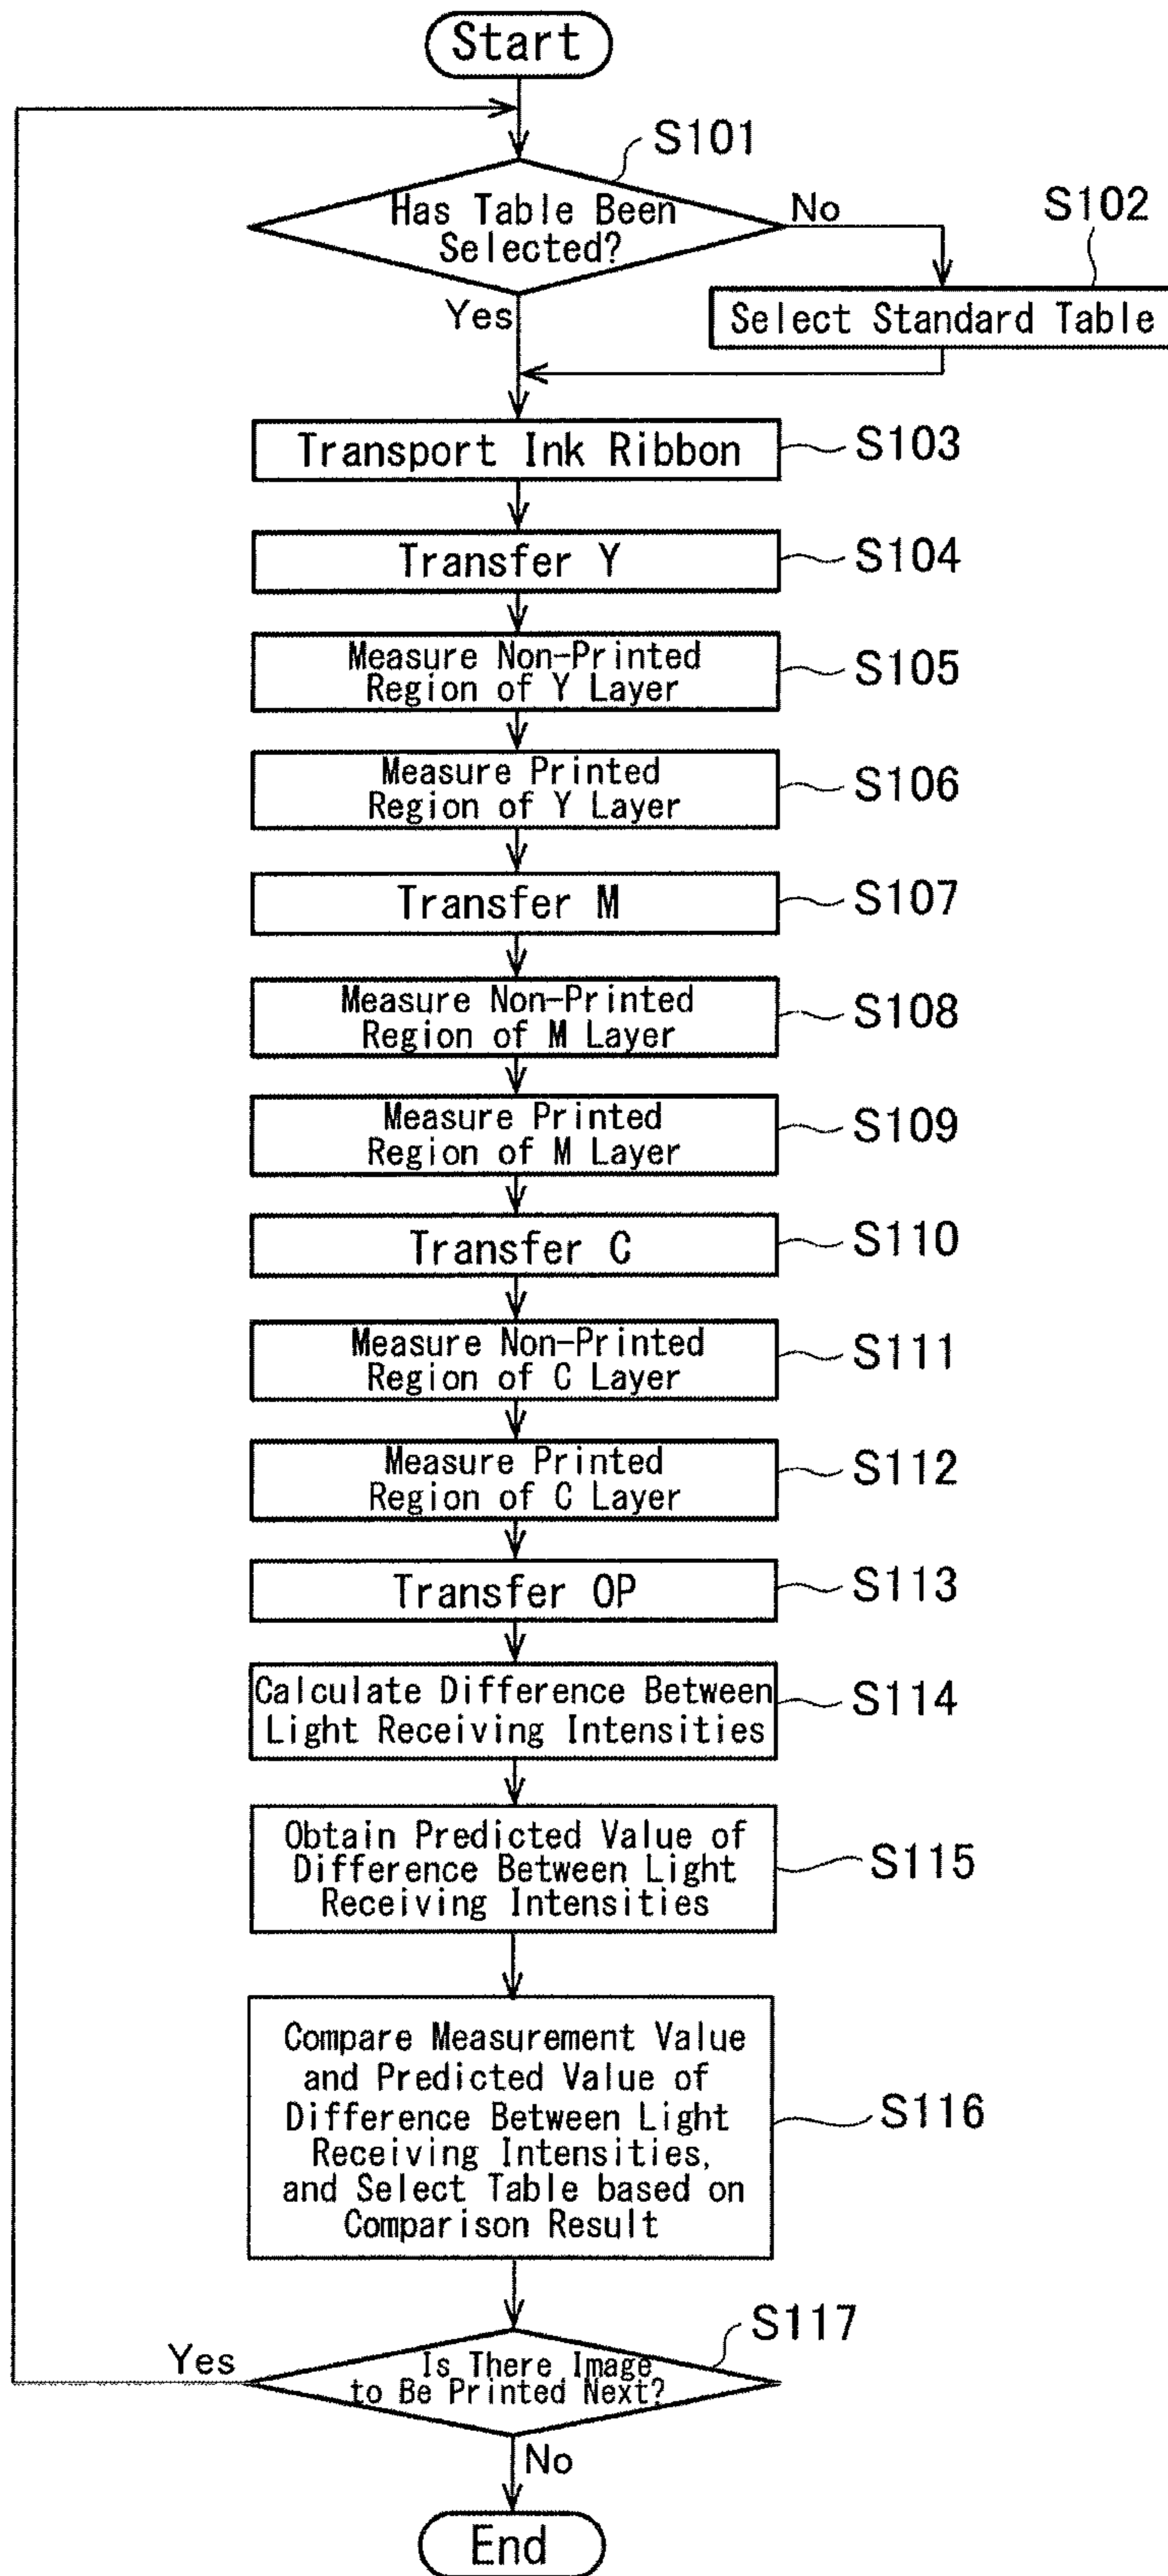 Start
S101
Has Table Been
Selected?
No
S102
Yes
Select Standard Table
Transport Ink Ribbon
S103
Transfer Y
S104
Measure Non-Printed
Region of Y Layer
S105
Measure Printed
Region of Y Layer
S106
Transfer M
S107
Measure Non-Printed
Region of M Layer
S108
Measure Printed
Region of M Layer
S109
Transfer C
S110
Measure Non-Printed
Region of C Layer
S111
Measure Printed
Region of C Layer
S112
Transfer OP
S113
Calculate Difference Between
Light Receiving Intensities
S114
Obtain Predicted Value of
Difference Between Light
Receiving Intensities
S115
Compare Measurement Value
and Predicted Value of
Difference Between Light
Receiving Intensities,
and Select Table based on
Comparison Result
S116
S117
Yes
Is There Image
to Be Printed Next?
No
End